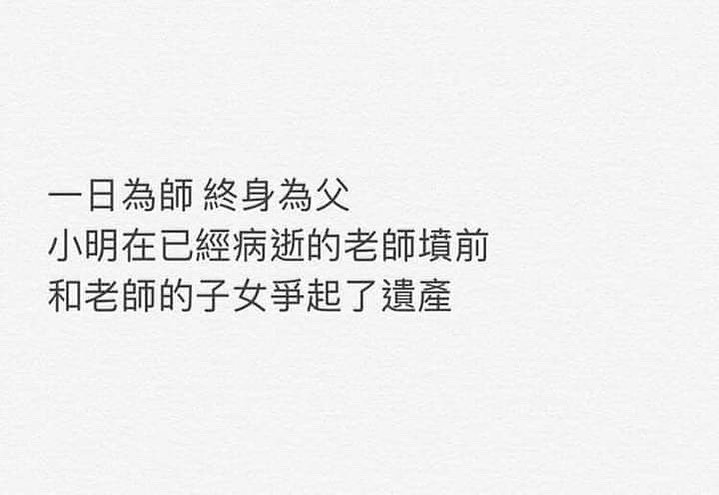 一日為師 終身為父
小明在已經病逝的老師墳前
和老師的子女爭起了遺產